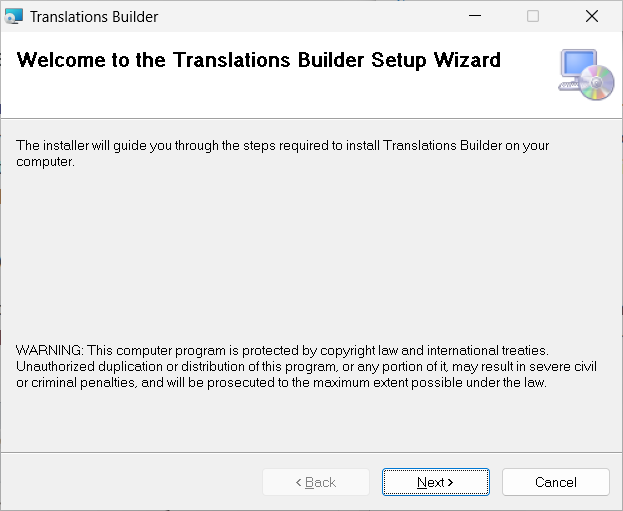 Translations Builder
Welcome to the Translations Builder Setup Wizard
The installer will guide you through the steps required to install Translations Builder on your
computer.
WARNING: This computer program is protected by copyright law and international treaties.
Unauthorized duplication or distribution of this program, or any portion of it, may result in severe civil
or criminal penalties, and will be prosecuted to the maximum extent possible under the law.
< Back Next > Cancel